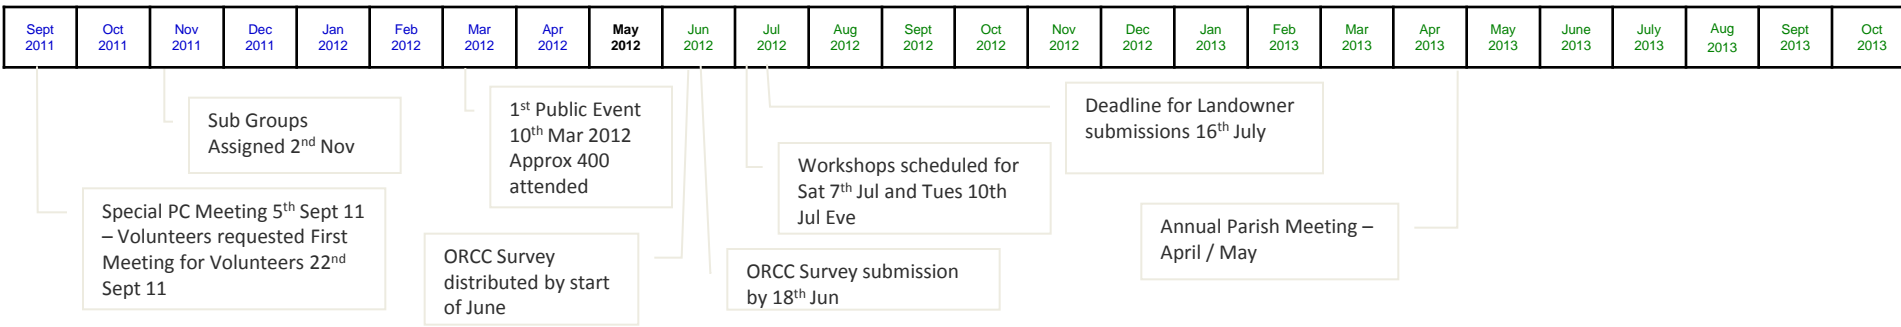 Sept 2011 Oct 2011 Nov 2011 Dec 2011 Jan 2012 Feb 2012 Mar 2012 Apr 2012 May 2012 Jun 2012 Jul 2012 Aug 2012 Sept 2012 Oct 2012 Nov 2012 Dec 2012 Jan 2013 Feb 2013 Mar 2013 Apr 2013 May 2013 June 2013 July 2013 Aug 2013 Sept 2013 Oct 2013
Sub Groups
Assigned 2nd Nov
1st Public Event
10th Mar 2012
Approx 400
attended
Deadline for Landowner
submissions 16th July
Workshops scheduled for
Sat 7th Jul and Tues 10th
Jul Eve
Special PC Meeting 5th Sept 11
– Volunteers requested First
Meeting for Volunteers 22nd
Sept 11
Annual Parish Meeting –
April / May
ORCC Survey
distributed by start
of June
ORCC Survey submission
by 18th Jun